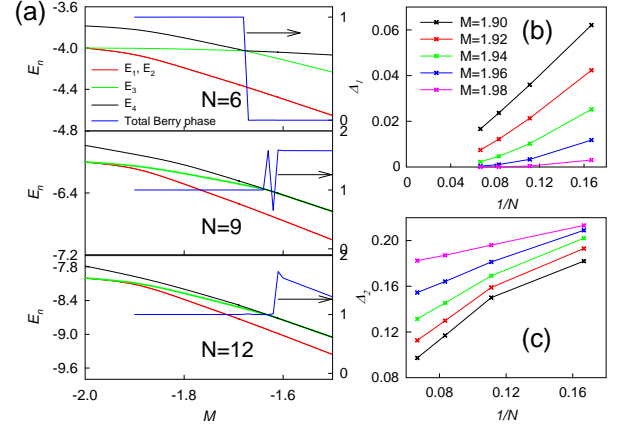 (a)
-3.6
-4.0
-4.4
-4.8
E_n
E_1, E_2
E_3
E_4
Total Berry phase
N=6
1
0
-6.4
-7.2
E_n
N=9
2
1
0
-7.8
-8.4
-9.0
-9.6
E_n
N=12
2
1
0
-2.0
-1.8
-1.6
M
(b)
M=1.90
M=1.92
M=1.94
M=1.96
M=1.98
Δ_1
0.06
0.04
0.02
0
0.00
0.04
0.08
0.12
0.16
1/N
(c)
Δ_2
0.20
0.16
0.12
0.08
0.08
0.12
0.16
1/N